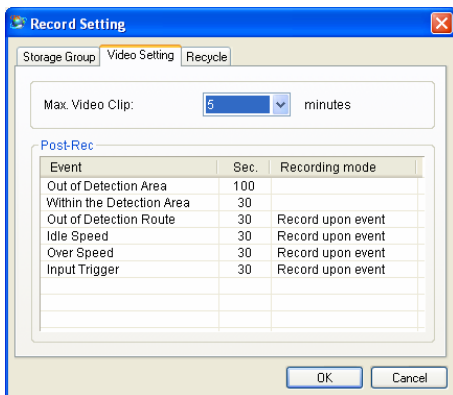 Record Setting
Storage Group Video Setting Recycle
Max. Video Clip: 5 minutes
Post-Rec
Event Sec. Recording mode
Out of Detection Area 100
Within the Detection Area 30
Out of Detection Route 30 Record upon event
Idle Speed 30 Record upon event
Over Speed 30 Record upon event
Input Trigger 30 Record upon event
OK Cancel